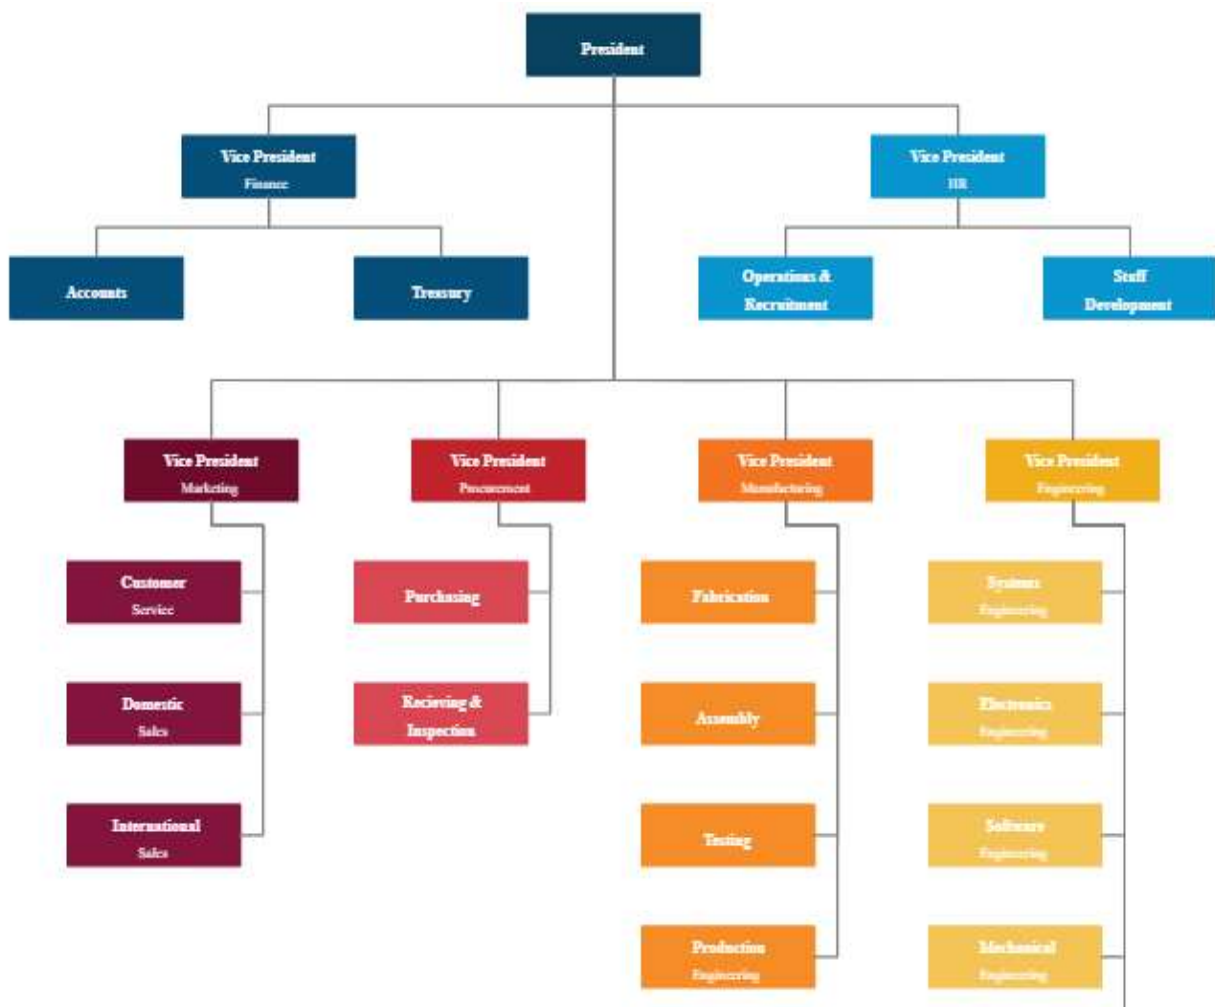 President
Vice President
Finance
Vice President
HR
Accounts
Treasury
Operations &
Recruitment
Staff
Development
Vice President
Marketing
Vice President
Procurement
Vice President
Manufacturing
Vice President
Engineering
Customer
Service
Purchasing
Fabrication
Systems
Engineering
Domestic
Sales
Recieving &
Inspection
Assembly
Electronics
Engineering
International
Sales
Testing
Software
Engineering
Production
Engineering
Mechanical
Engineering